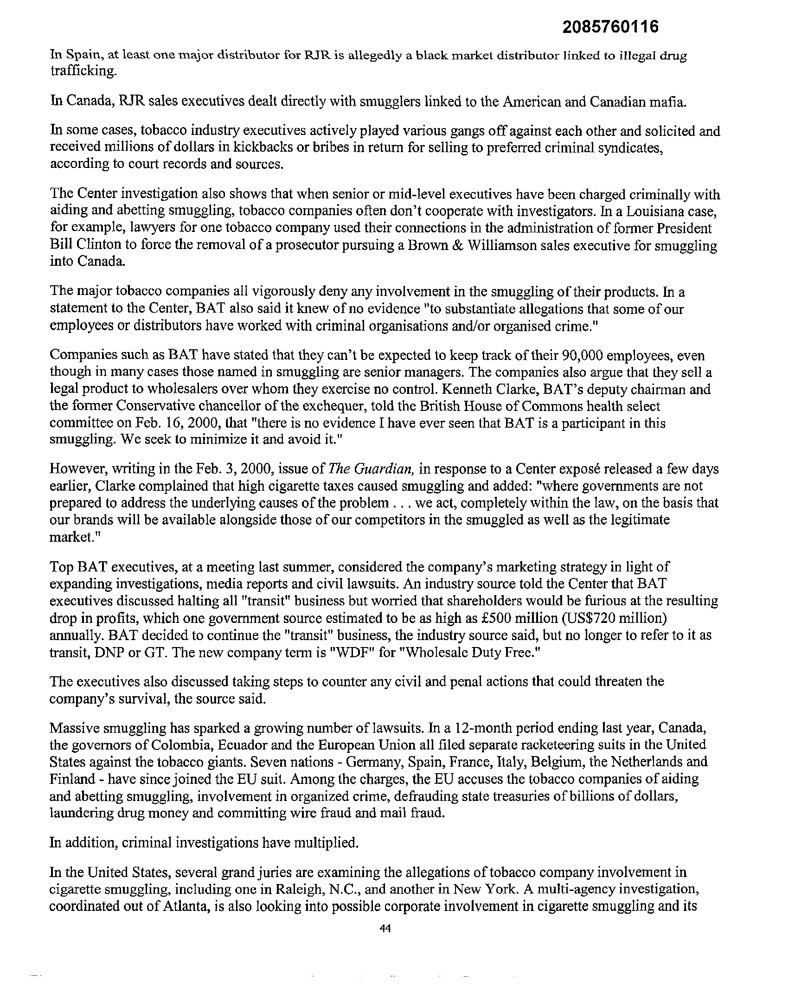 2085760116
In Spain, at least one major distributor for RJR is allegedly a black market distributor linked to illegal drug
trafficking.
In Canada, RJR sales executives dealt directly with smugglers linked to the American and Canadian mafia.
In some cases, tobacco industry executives actively played various gangs off against each other and solicited and
received millions of dollars in kickbacks or bribes in return for selling to preferred criminal syndicates,
according to court records and sources.
The Center investigation also shows that when senior or mid-level executives have been charged criminally with
aiding and abetting smuggling, tobacco companies often don't cooperate with investigators. In a Louisiana case,
for example, lawyers for one tobacco company used their connections in the administration of former President
Bill Clinton to force the removal of a prosecutor pursuing a Brown & Williamson sales executive for smuggling
into Canada.
The major tobacco companies all vigorously deny any involvement in the smuggling of their products. In a
statement to the Center, BAT also said it knew of no evidence "to substantiate allegations that some of our
employees or distributors have worked with criminal organisations and/or organised crime."
Companies such as BAT have stated that they can't be expected to keep track of their 90,000 employees, even
though in many cases those named in smuggling are senior managers. The companies also argue that they sell a
legal product to wholesalers over whom they exercise no control. Kenneth Clarke, BAT's deputy chairman and
the former Conservative chancellor of the exchequer, told the British House of Commons health select
committee on Feb. 16, 2000, that "there is no evidence I have ever seen that BAT is a participant in this
smuggling. We seek to minimize it and avoid it."
However, writing in the Feb. 3, 2000, issue of The Guardian, in response to a Center exposé released a few days
earlier, Clarke complained that high cigarette taxes caused smuggling and added: "where governments are not
prepared to address the underlying causes of the problem . . . we act, completely within the law, on the basis that
our brands will be available alongside those of our competitors in the smuggled as well as the legitimate
market."
Top BAT executives, at a meeting last summer, considered the company's marketing strategy in light of
expanding investigations, media reports and civil lawsuits. An industry source told the Center that BAT
executives discussed halting all "transit" business but worried that shareholders would be furious at the resulting
drop in profits, which one government source estimated to be as high as £500 million (US$720 million)
annually. BAT decided to continue the "transit" business, the industry source said, but no longer to refer to it as
transit, DNP or GT. The new company term is "WDF" for "Wholesale Duty Free."
The executives also discussed taking steps to counter any civil and penal actions that could threaten the
company's survival, the source said.
Massive smuggling has sparked a growing number of lawsuits. In a 12-month period ending last year, Canada,
the governors of Colombia, Ecuador and the European Union all filed separate racketeering suits in the United
States against the tobacco giants. Seven nations - Germany, Spain, France, Italy, Belgium, the Netherlands and
Finland - have since joined the EU suit. Among the charges, the EU accuses the tobacco companies of aiding
and abetting smuggling, involvement in organized crime, defrauding state treasuries of billions of dollars,
laundering drug money and committing wire fraud and mail fraud.
In addition, criminal investigations have multiplied.
In the United States, several grand juries are examining the allegations of tobacco company involvement in
cigarette smuggling, including one in Raleigh, N.C., and another in New York. A multi-agency investigation,
coordinated out of Atlanta, is also looking into possible corporate involvement in cigarette smuggling and its
44